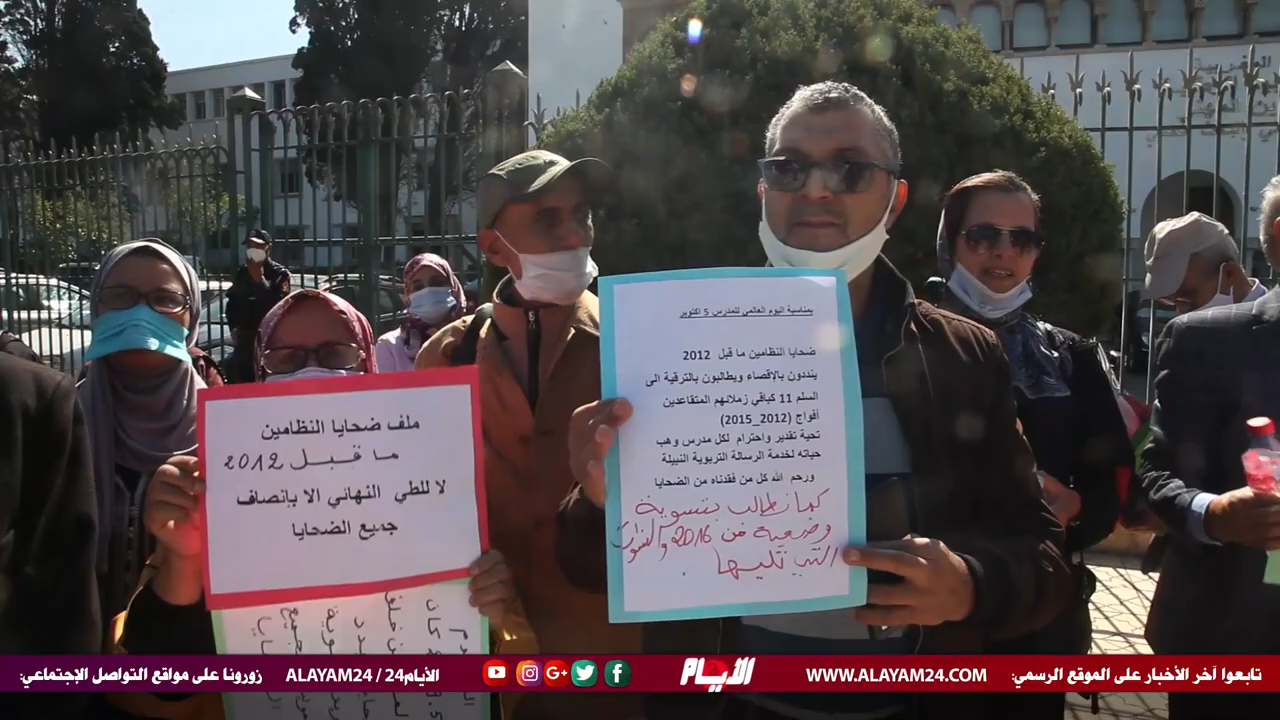 بمناسبة اليوم العالمي للمدرس 5 اكتوبر
ضحايا النظامين ما قبل 2012
ينددون بالإقصاء ويطالبون بالترقية الى
السلم 11 كباقي زملائهم المتقاعدين
أفواج (2012_2015)
تحية تقدير واحترام لكل مدرس وهب
حياته لخدمة الرسالة التربوية النبيلة
ورحم الله كل من فقدناه من الضحايا
كما نطالب بتسوية
وضعية فن 2016 والسنوات
التي تليها .
ملف ضحايا النظامين
ما قبل 2012
لا للطي النهائي الا بإنصاف
جميع الضحايا
تابعوا آخر الأخبار على الموقع الرسمي: WWW.ALAYAM24.COM
الأيام
زورونا على مواقع التواصل الإجتماعي: ALAYAM24 / الأيام24